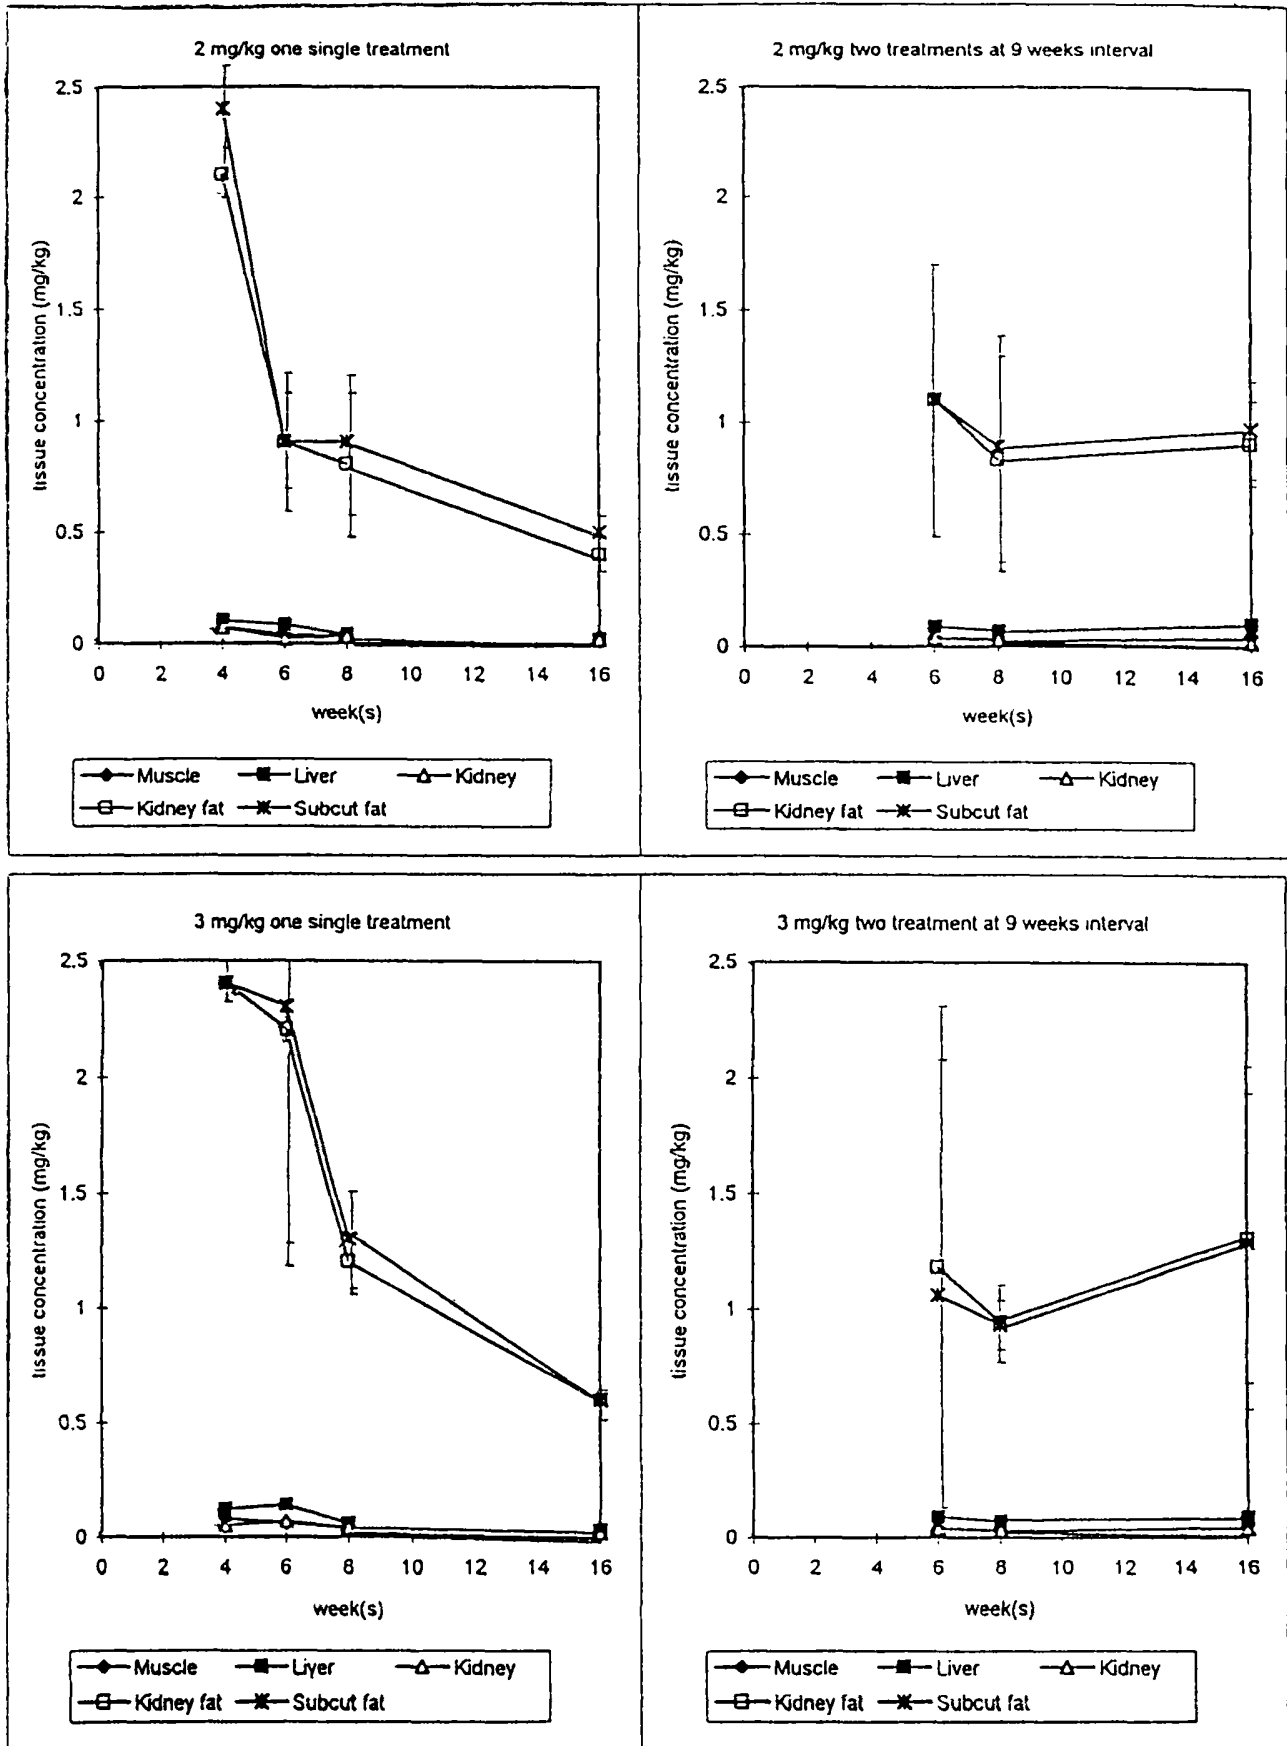 2 mg/kg one single treatment
2.5
2
1.5
1
0.5
0
tissue concentration (mg/kg)
0 2 4 6 8 10 12 14 16
week(s)
Muscle Liver Kidney
Kidney fat Subcut fat
2 mg/kg two treatments at 9 weeks interval
2.5
2
1.5
1
0.5
0
tissue concentration (mg/kg)
0 2 4 6 8 10 12 14 16
week(s)
Muscle Liver Kidney
Kidney fat Subcut fat
3 mg/kg one single treatment
2.5
2
1.5
1
0.5
0
tissue concentration (mg/kg)
0 2 4 6 8 10 12 14 16
week(s)
Muscle Liver Kidney
Kidney fat Subcut fat
3 mg/kg two treatment at 9 weeks interval
2.5
2
1.5
1
0.5
0
tissue concentration (mg/kg)
0 2 4 6 8 10 12 14 16
week(s)
Muscle Liver Kidney
Kidney fat Subcut fat